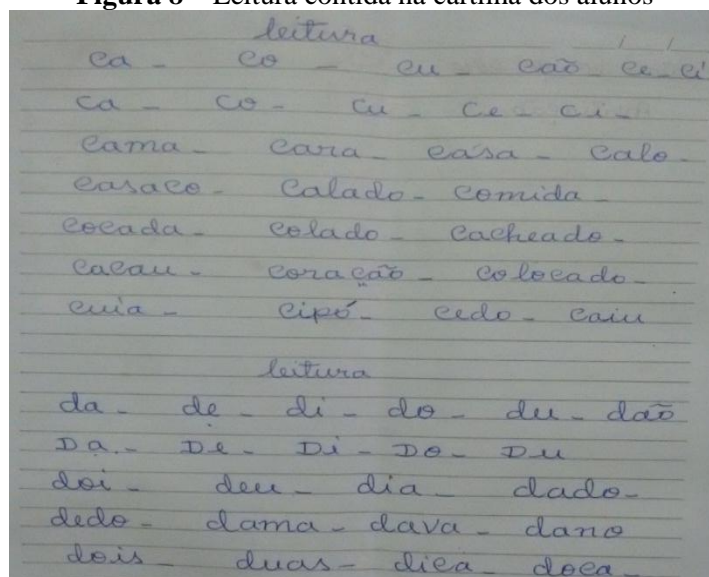 Figura 8 – Leitura contida na cartilha dos alunos
leitura / /
ca - co - cu - cão ce - ci
ca - co - cu - ce - ci -
cama - cara - casa - calo -
casaco - calado - comida -
cocada - colado - cacheado -
cacau - coração - colocado -
cuia - cipó - cedo - caiu
leitura
da - de - di - do - du - dão
Da. - De - Di - Do - Du
doi - deu - dia - dado -
dedo - dama - dava - dano
dois - duas - dica - doca -